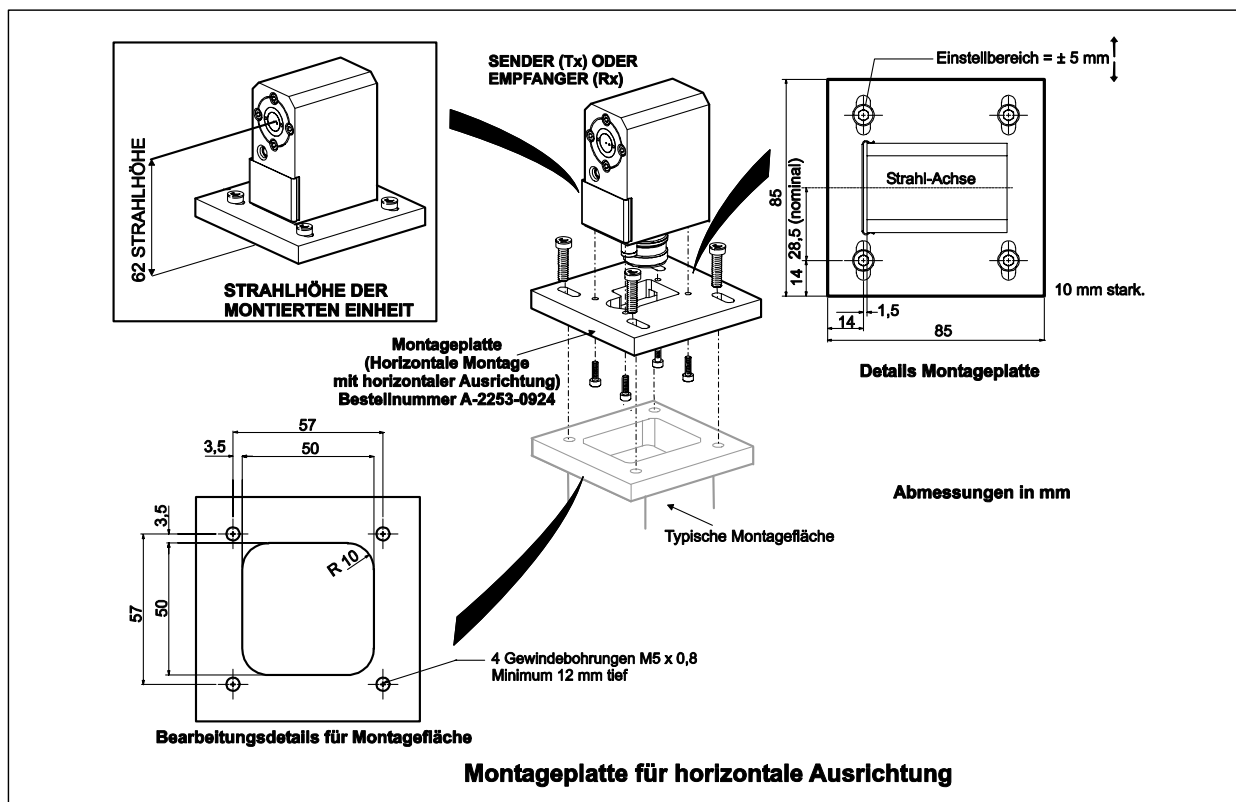 62 STRAHLHÖHE
STRAHLHÖHE DER
MONTIERTEN EINHEIT
SENDER (Tx) ODER
EMPFANGER (Rx)
Einstellbereich = ± 5 mm
Strahl-Achse
85
28,5 (nominal)
14
14
1,5
85
10 mm stark.
Details Montageplatte
Montageplatte
(Horizontale Montage
mit horizontaler Ausrichtung)
Bestellnummer A-2253-0924
57
3,5
50
3,5
57
50
R 10
4 Gewindebohrungen M5 x 0,8
Minimum 12 mm tief
Bearbeitungsdetails für Montagefläche
Abmessungen in mm
Typische Montagefläche
Montageplatte für horizontale Ausrichtung